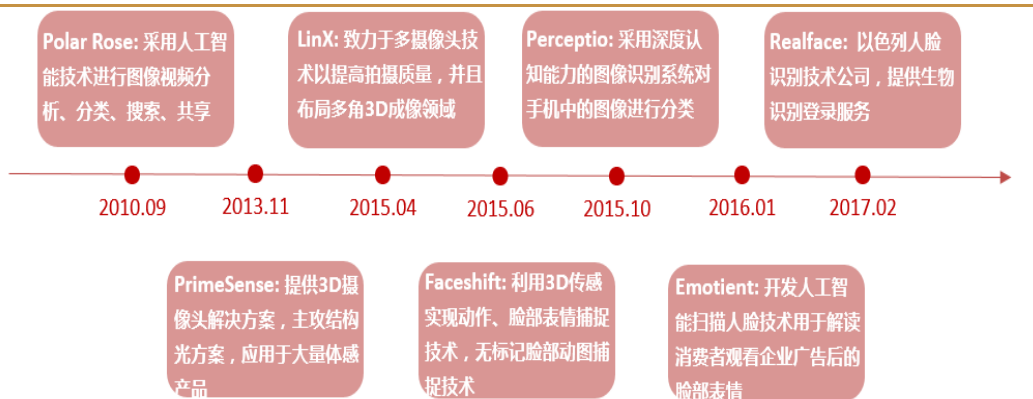 Polar Rose: 采用人工智
能技术进行图像视频分
析、分类、搜索、共享
LinX: 致力于多摄像头技
术以提高拍摄质量，并且
布局多角3D成像领域
Perceptio: 采用深度认
知能力的图像识别系统对
手机中的图像进行分类
Realface: 以色列人脸
识别技术公司，提供生物
识别登录服务
2010.09
2013.11
2015.04
2015.06
2015.10
2016.01
2017.02
PrimeSense: 提供3D摄
像头解决方案，主攻结构
光方案，应用于大量体感
产品
Faceshift: 利用3D传感
实现动作、脸部表情捕捉
技术，无标记脸部动图捕
捉技术
Emotient: 开发人工智
能扫描人脸技术用于解读
消费者观看企业广告后的
脸部表情